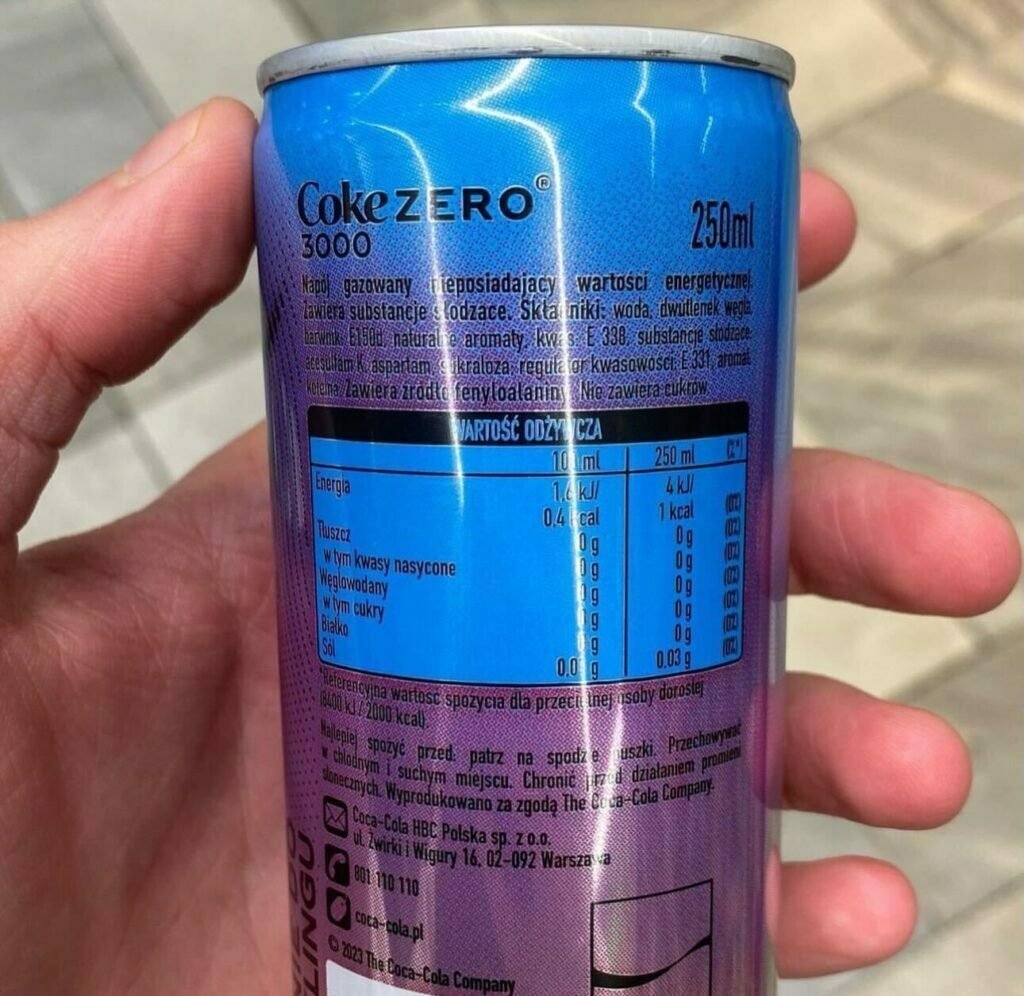 Coke ZERO®
3000
250ml
Napój gazowany nieposiadający wartości energetycznej.
Zawiera substancje słodzące. Składniki: woda, dwutlenek węgla,
barwnik E150d, naturalne aromaty, kwas: E 338, substancje słodzące:
acesulfam K, aspartam, sukraloza, regulator kwasowości: E 331, aromat
kofeina. Zawiera źródło fenyloalaniny. Nie zawiera cukrów.
WARTOŚĆ ODŻYWCZA
100 ml 250 ml (%*)
Energia 1,6 kJ/ 4 kJ/
0,4 kcal 1 kcal (0%)
Tłuszcz 0 g 0 g (0%)
w tym kwasy nasycone 0 g 0 g (0%)
Węglowodany 0 g 0 g (0%)
w tym cukry 0 g 0 g (0%)
Białko 0 g 0 g (0%)
Sól 0.01 g 0.03 g (0%)
*Referencyjna wartość spożycia dla przeciętnej osoby dorosłej
(8400 kJ / 2000 kcal).
Najlepiej spożyć przed: patrz na spodzie puszki. Przechowywać
w chłodnym i suchym miejscu. Chronić przed działaniem promieni
słonecznych. Wyprodukowano za zgodą The Coca-Cola Company.
Coca-Cola HBC Polska sp. z o.o.
ul. Żwirki i Wigury 16, 02-092 Warszawa
801 110 110
coca-cola.pl
© 2023 The Coca-Cola Company